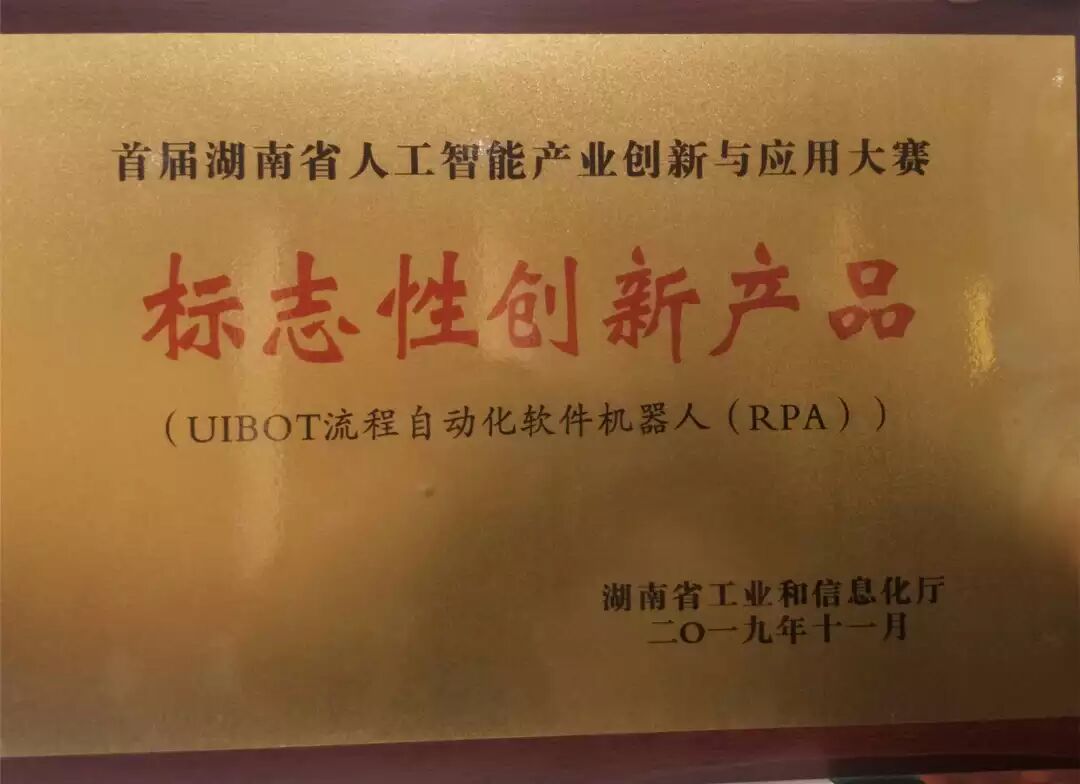 首届湖南省人工智能产业创新与应用大赛
标志性创新产品
（UIBOT流程自动化软件机器人（RPA））
湖南省工业和信息化厅
二〇一九年十一月